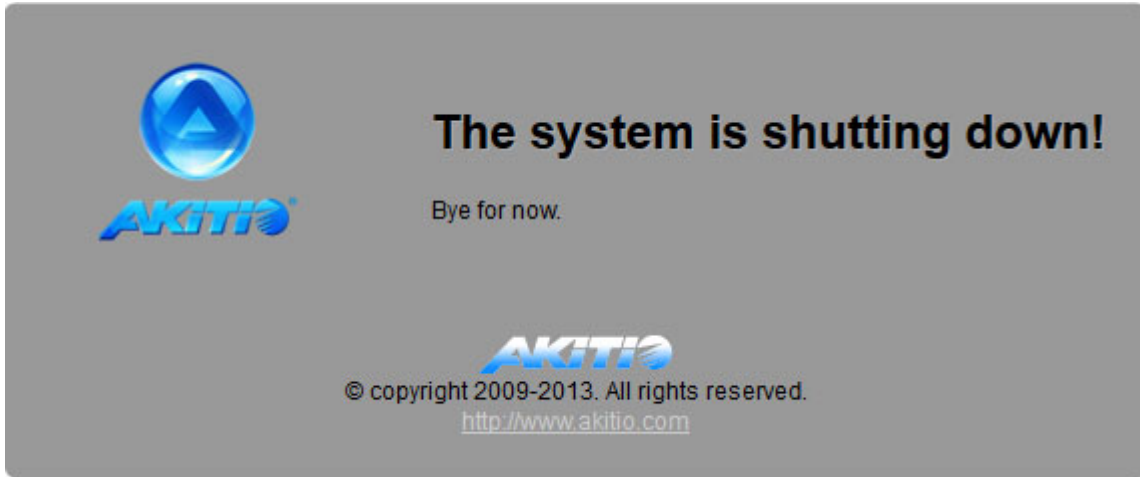 AKITIO®
The system is shutting down!
Bye for now.
AKITIO
© copyright 2009-2013. All rights reserved.
http://www.akitio.com